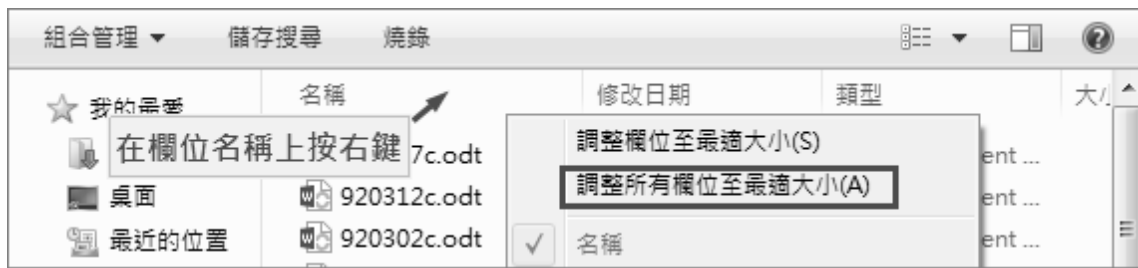 組合管理 儲存搜尋 燒錄
名稱 修改日期 類型
我的最愛
在欄位名稱上按右鍵
7c.odt
調整欄位至最適大小(S)
ent ...
桌面 920312c.odt
調整所有欄位至最適大小(A)
ent ...
最近的位置 920302c.odt
名稱
ent ...